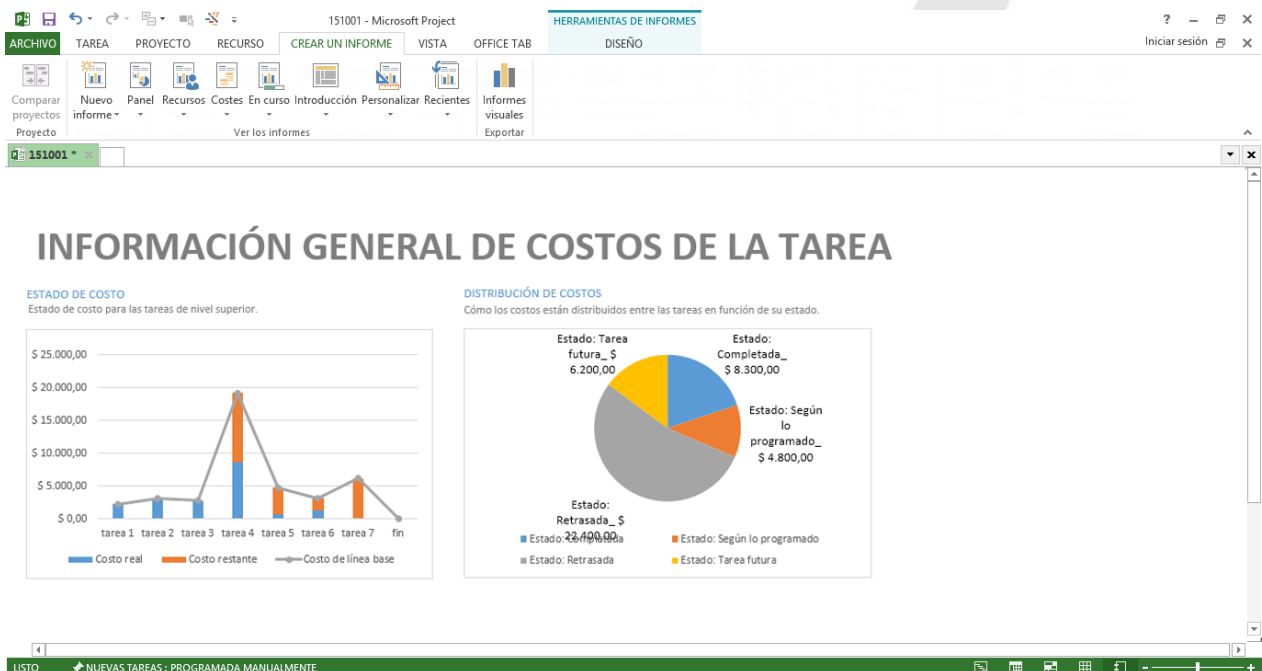 151001 - Microsoft Project
HERRAMIENTAS DE INFORMES
?
ARCHIVO TAREA PROYECTO RECURSO CREAR UN INFORME VISTA OFFICE TAB DISEÑO Iniciar sesión
Comparar proyectos
Nuevo informe
Panel Recursos Costes En curso Introducción Personalizar Recientes
Informes visuales
Proyecto Ver los informes Exportar
151001 *
INFORMACIÓN GENERAL DE COSTOS DE LA TAREA
ESTADO DE COSTO
Estado de costo para las tareas de nivel superior.
$ 25.000,00
$ 20.000,00
$ 15.000,00
$ 10.000,00
$ 5.000,00
$ 0,00
tarea 1 tarea 2 tarea 3 tarea 4 tarea 5 tarea 6 tarea 7 fin
Costo real Costo restante Costo de línea base
DISTRIBUCIÓN DE COSTOS
Cómo los costos están distribuidos entre las tareas en función de su estado.
Estado: Tarea
futura_ $
6.200,00
Estado:
Completada_
$ 8.300,00
Estado: Según
lo
programado_
$ 4.800,00
Estado:
Retrasada_ $
22.400,00
Estado: Completada Estado: Según lo programado
Estado: Retrasada Estado: Tarea futura
LISTO NUEVAS TAREAS : PROGRAMADA MANUALMENTE